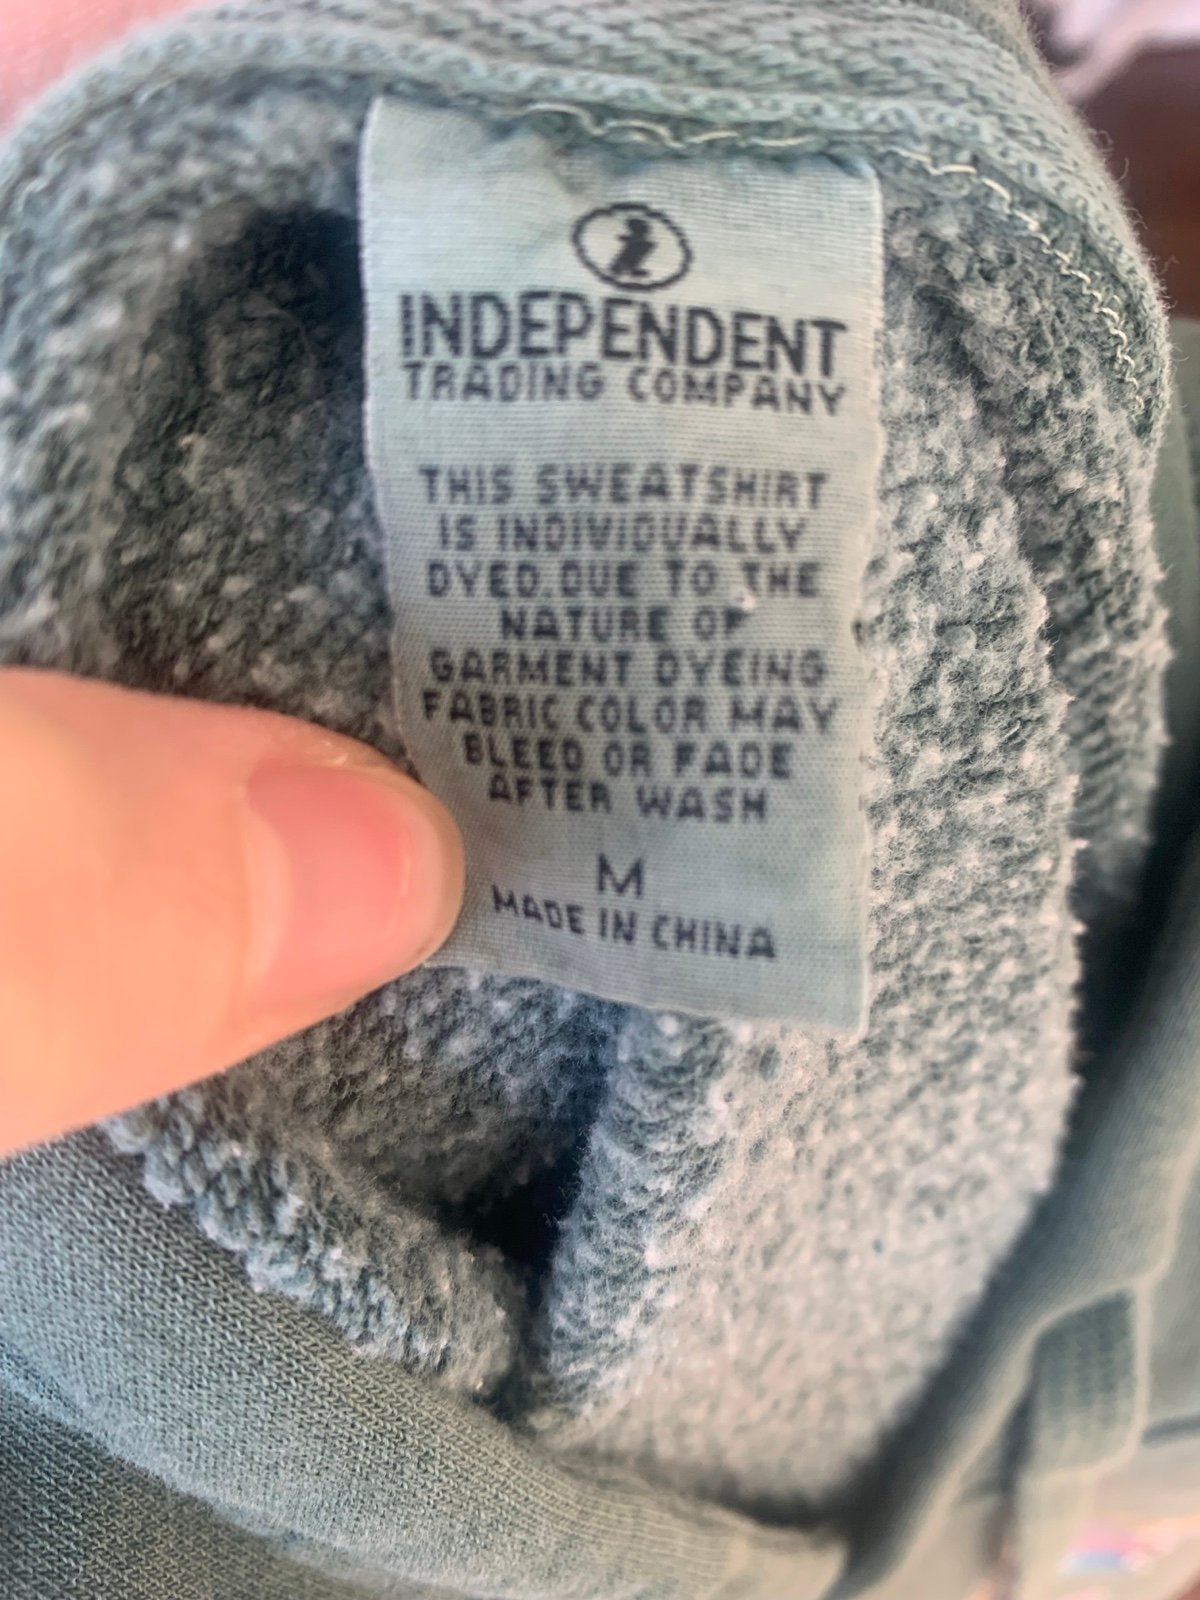 INDEPENDENT
TRADING COMPANY
THIS SWEATSHIRT
IS INDIVIDUALLY
DYED.DUE TO THE
NATURE OF
GARMENT DYEING
FABRIC COLOR MAY
BLEED OR FADE
AFTER WASH
M
MADE IN CHINA